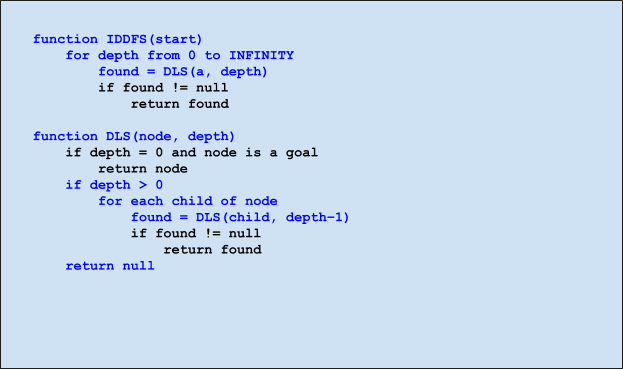 function IDDFS(start)
    for depth from 0 to INFINITY
        found = DLS(a, depth)
        if found != null
            return found

function DLS(node, depth)
    if depth = 0 and node is a goal
        return node
    if depth > 0
        for each child of node
            found = DLS(child, depth-1)
            if found != null
                return found
    return null